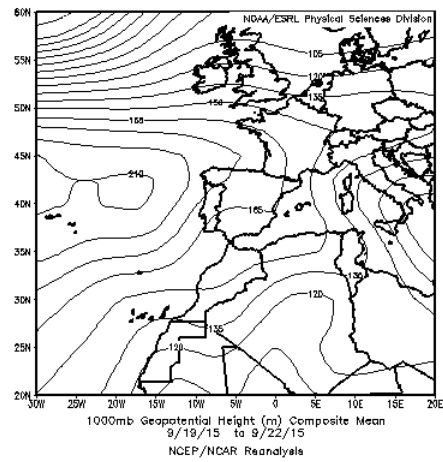 NOAA/ESRL Physical Sciences Division
60N
55N
50N
45N
40N
35N
30N
25N
20N
105
120
135
150
165
210
165
135
120
135
120
30W 25W 20W 15W 10W 5W 0 5E 10E 15E 20E
1000mb Geopotential Height (m) Composite Mean
9/19/15 to 9/22/15
NCEP/NCAR Reanalysis